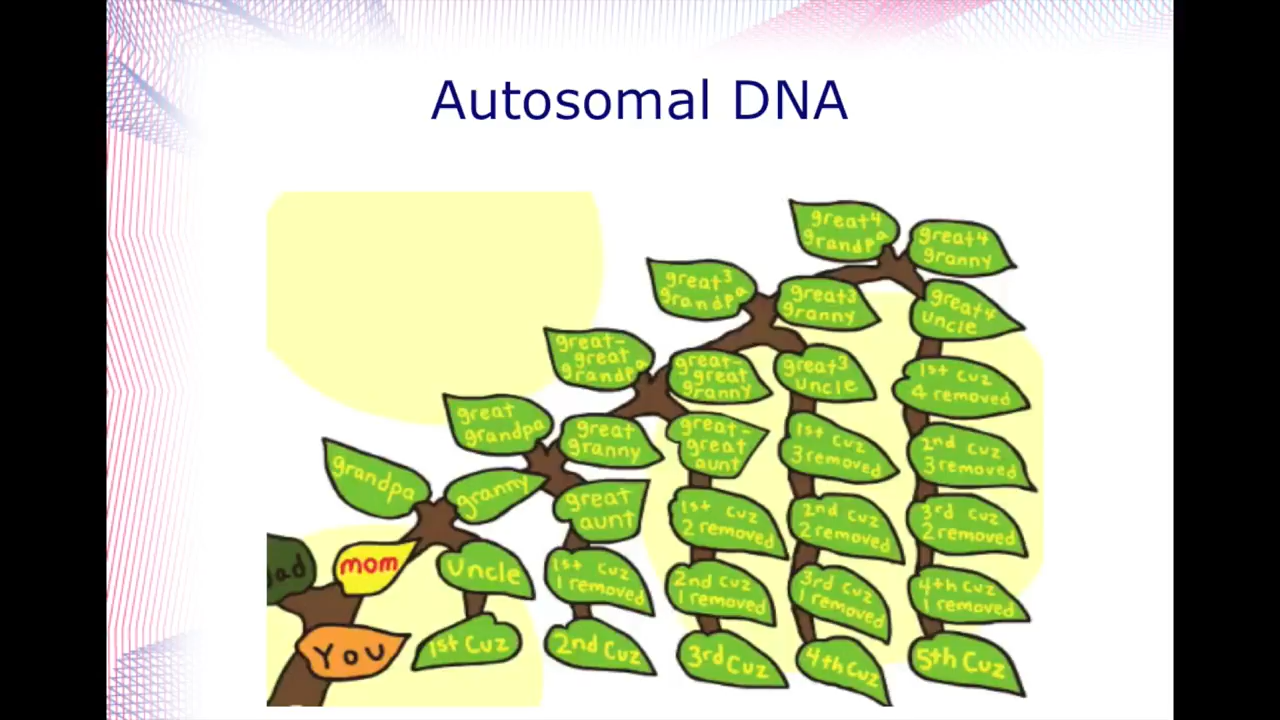 Autosomal DNA
great4
grandpa
great4
granny
great3
grandpa
great3
granny
great4
uncle
great-
great
grandpa
great-
great
granny
great3
uncle
1st cuz
4 removed
great
grandpa
great
granny
great-
great
aunt
1st cuz
3 removed
2nd cuz
3 removed
grandpa
granny
great
aunt
1st cuz
2 removed
2nd cuz
2 removed
3rd cuz
2 removed
mom
Uncle
1st cuz
1 removed
2nd cuz
1 removed
3rd cuz
1 removed
4th cuz
1 removed
You
1st Cuz
2nd Cuz
3rd Cuz
4th Cuz
5th Cuz